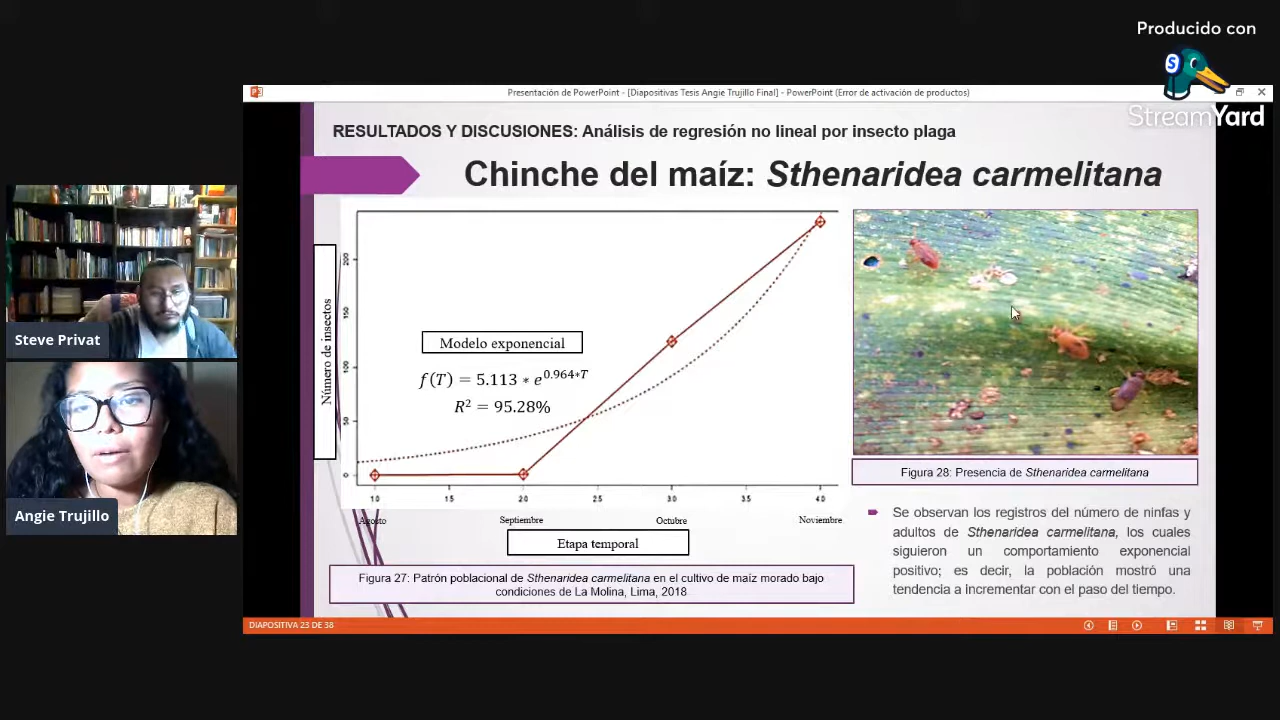 Producido con
StreamYard
Presentación de PowerPoint - [Diapositivas Tesis Angie Trujillo Final] - PowerPoint (Error de activación de productos)
RESULTADOS Y DISCUSIONES: Análisis de regresión no lineal por insecto plaga
Chinche del maíz: Sthenaridea carmelitana
Número de insectos
200
150
100
50
0
Modelo exponencial
f(T) = 5.113 * e^0.964*T
R² = 95.28%
1.0 1.5 2.0 2.5 3.0 3.5 4.0
Agosto Septiembre Octubre Noviembre
Etapa temporal
Figura 27: Patrón poblacional de Sthenaridea carmelitana en el cultivo de maíz morado bajo
condiciones de La Molina, Lima, 2018
Figura 28: Presencia de Sthenaridea carmelitana
Se observan los registros del número de ninfas y
adultos de Sthenaridea carmelitana, los cuales
siguieron un comportamiento exponencial
positivo; es decir, la población mostró una
tendencia a incrementar con el paso del tiempo.
DIAPOSITIVA 23 DE 38
Steve Privat
Angie Trujillo